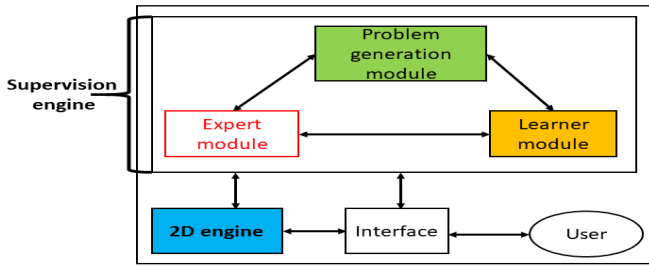 Problem
generation
module
Supervision
engine
Expert
module
Learner
module
2D engine
Interface
User